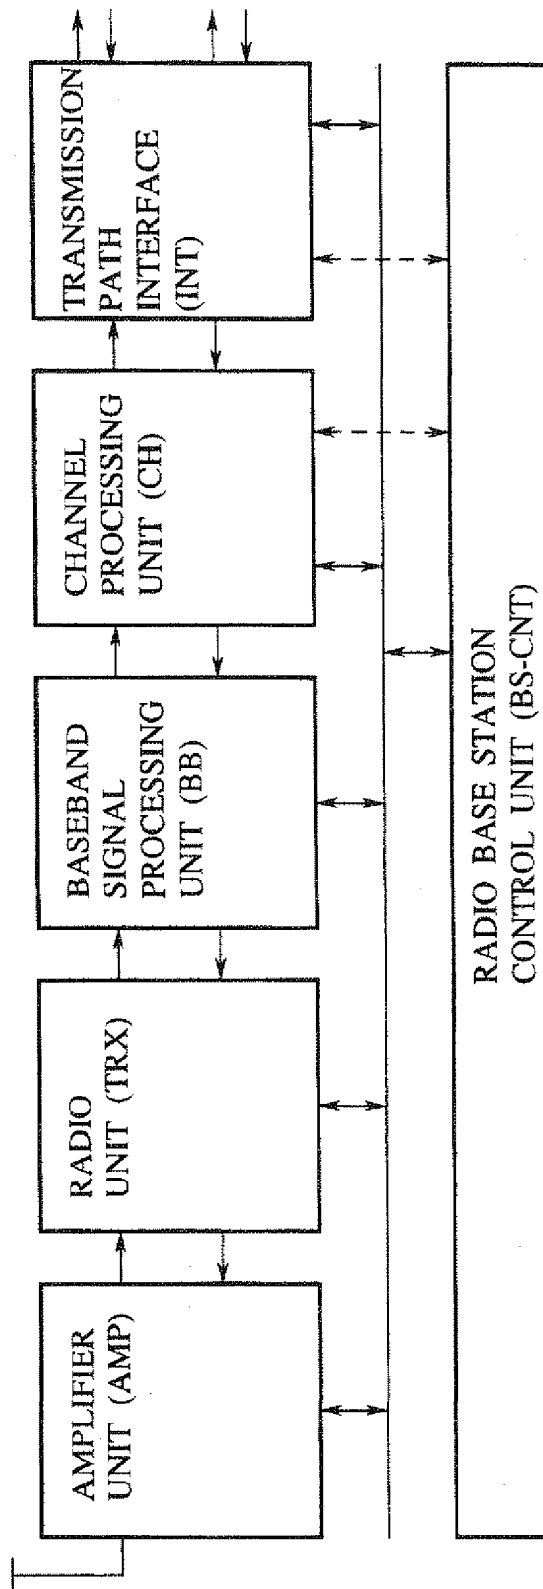 AMPLIFIER
UNIT (AMP)
RADIO
UNIT (TRX)
BASEBAND
SIGNAL
PROCESSING
UNIT (BB)
CHANNEL
PROCESSING
UNIT (CH)
TRANSMISSION
PATH
INTERFACE
(INT)
RADIO BASE STATION
CONTROL UNIT (BS-CNT)